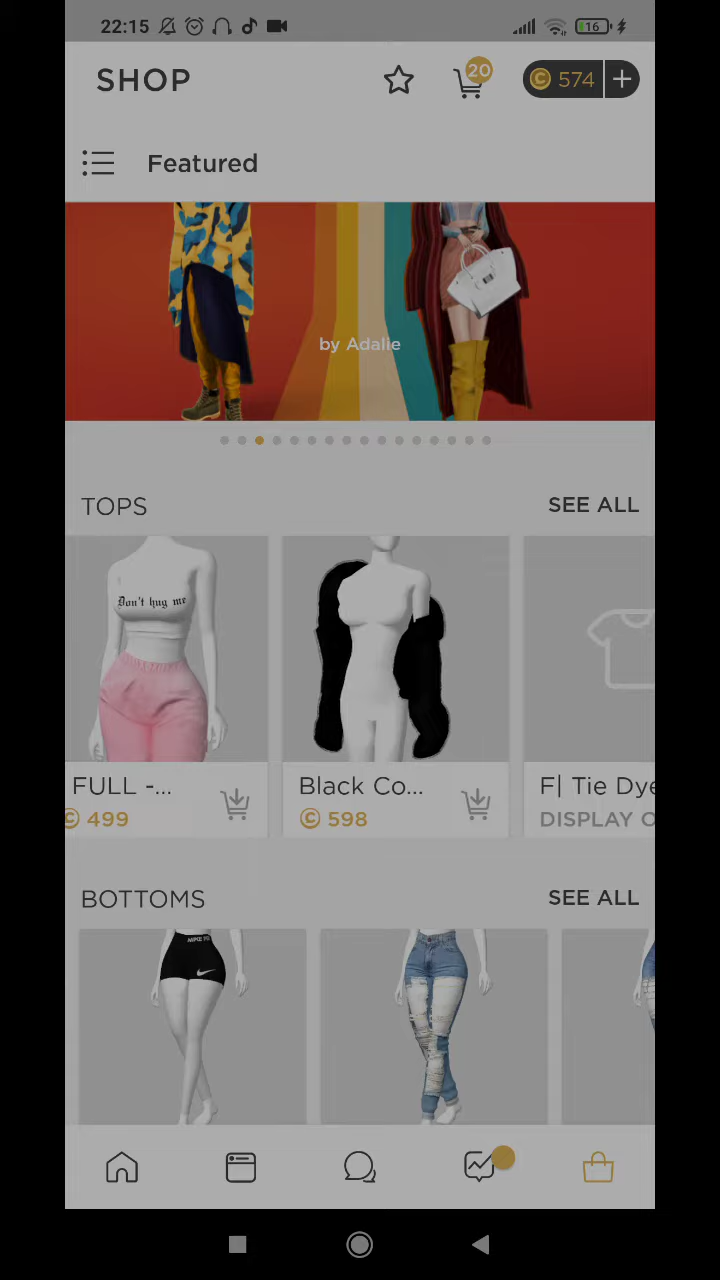 22:15
16
SHOP
20
© 574 +
Featured
by Adalie
TOPS
SEE ALL
Don't hug me
FULL -...
© 499
Black Co...
© 598
F| Tie Dye
DISPLAY O
BOTTOMS
SEE ALL